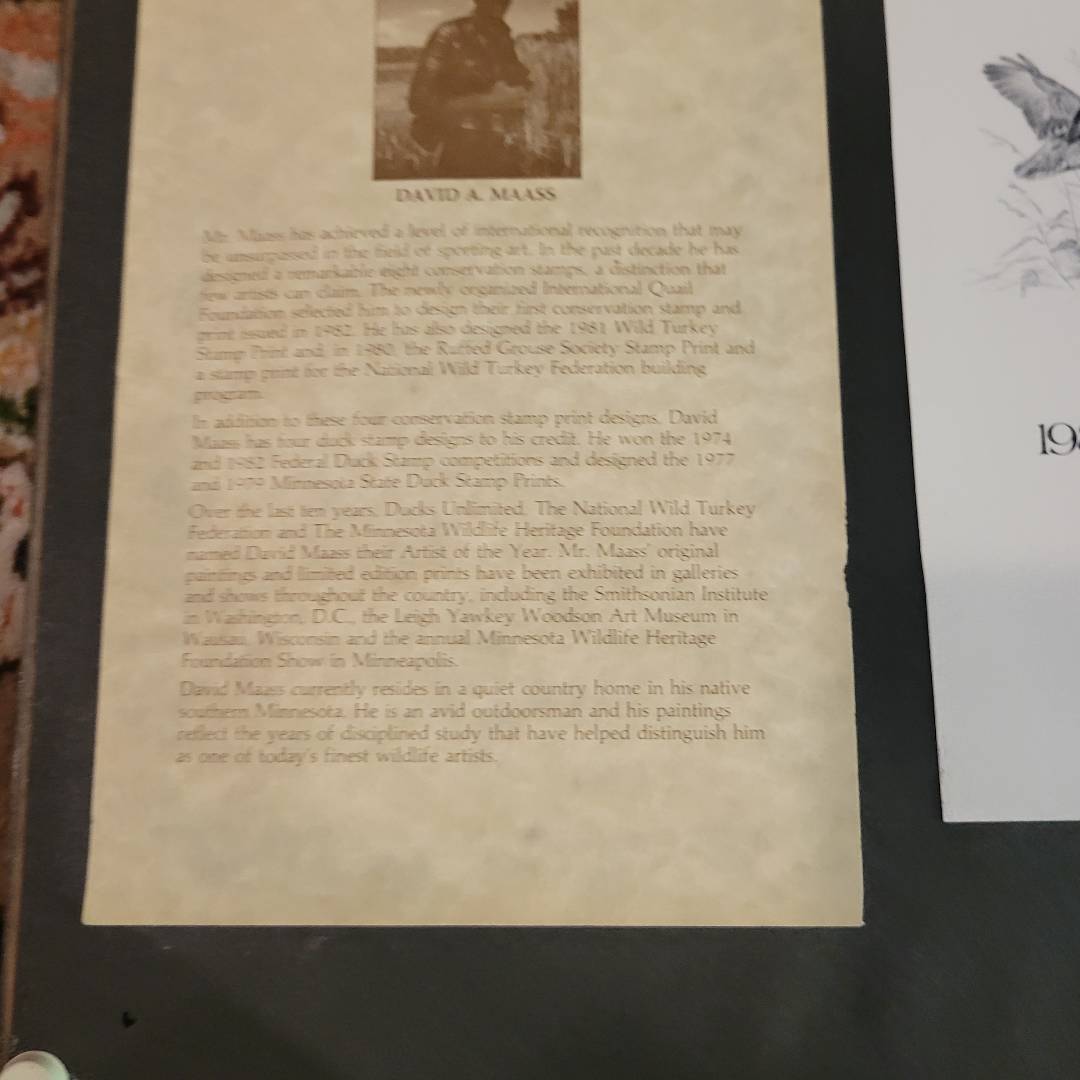 DAVID A. MAASS
Mr. Maass has achieved a level of international recognition that may
be unsurpassed in the field of sporting art. In the past decade he has
designed a remarkable eight conservation stamps, a distinction that
few artists can claim. The newly organized International Quail
Foundation selected him to design their first conservation stamp and
print issued in 1982. He has also designed the 1981 Wild Turkey
Stamp Print and, in 1980, the Ruffed Grouse Society Stamp Print and
a stamp print for the National Wild Turkey Federation building
program.
In addition to these four conservation stamp print designs, David
Maass has four duck stamp designs to his credit. He won the 1974
and 1982 Federal Duck Stamp competitions and designed the 1977
and 1979 Minnesota State Duck Stamp Prints.
Over the last ten years, Ducks Unlimited, The National Wild Turkey
Federation and The Minnesota Wildlife Heritage Foundation have
named David Maass their Artist of the Year. Mr. Maass' original
paintings and limited edition prints have been exhibited in galleries
and shows throughout the country, including the Smithsonian Institute
in Washington, D.C., the Leigh Yawkey Woodson Art Museum in
Wausau, Wisconsin and the annual Minnesota Wildlife Heritage
Foundation Show in Minneapolis.
David Maass currently resides in a quiet country home in his native
southern Minnesota. He is an avid outdoorsman and his paintings
reflect the years of disciplined study that have helped distinguish him
as one of today's finest wildlife artists.